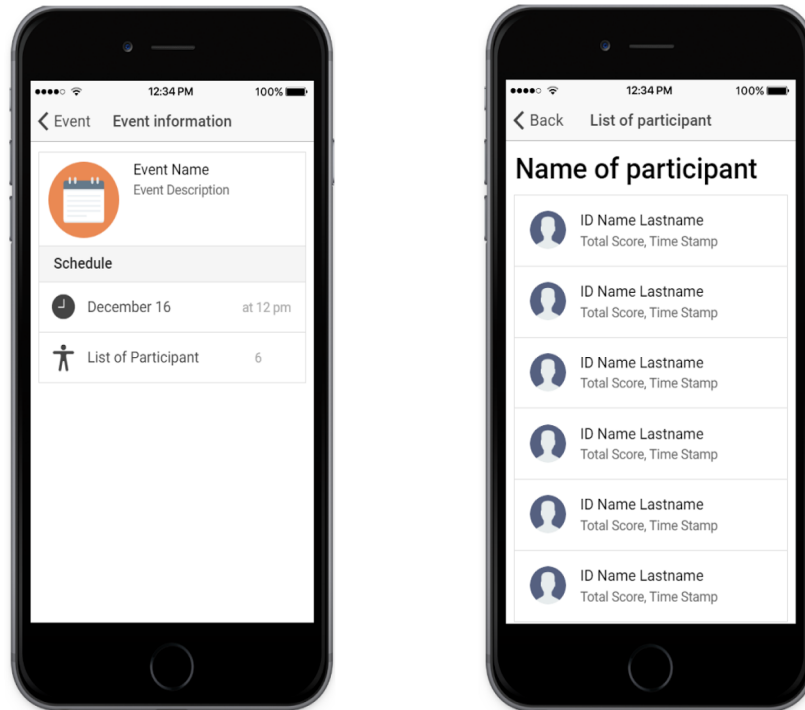 12:34 PM
100%
Event
Event information
Event Name
Event Description
Schedule
December 16
at 12 pm
List of Participant
6
12:34 PM
100%
Back
List of participant
Name of participant
ID Name Lastname
Total Score, Time Stamp
ID Name Lastname
Total Score, Time Stamp
ID Name Lastname
Total Score, Time Stamp
ID Name Lastname
Total Score, Time Stamp
ID Name Lastname
Total Score, Time Stamp
ID Name Lastname
Total Score, Time Stamp